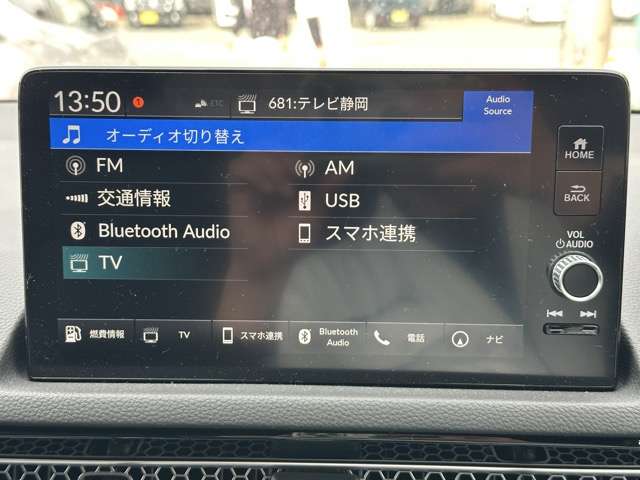 13:50 1 ETC 681:テレビ静岡 Audio
Source
オーディオ切り替え
FM AM
交通情報 USB
Bluetooth Audio スマホ連携
TV
燃費情報 TV スマホ連携 Bluetooth
Audio 電話 ナビ
HOME
BACK
VOL
AUDIO